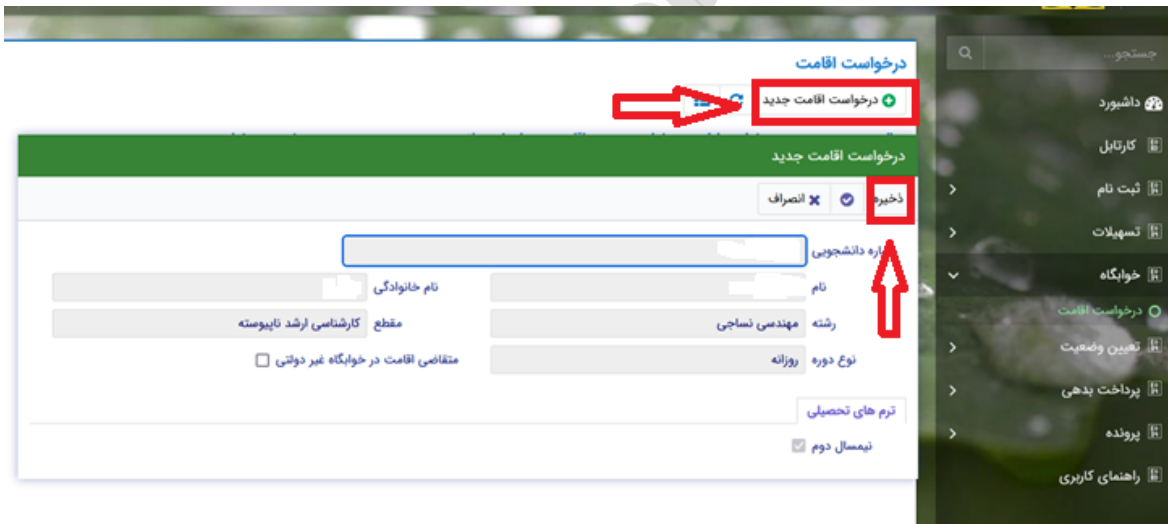 جستجو...
داشبورد
کارتابل
ثبت نام
تسهیلات
خوابگاه
درخواست اقامت
تعیین وضعیت
پرداخت بدهی
پرونده
راهنمای کاربری
درخواست اقامت
درخواست اقامت جدید
درخواست اقامت جدید
ذخیره انصراف
دانشجویی
نام نام خانوادگی
رشته مهندسی نساجی مقطع کارشناسی ارشد ناپیوسته
نوع دوره روزانه متقاضی اقامت در خوابگاه غیر دولتی
ترم های تحصیلی
نیمسال دوم